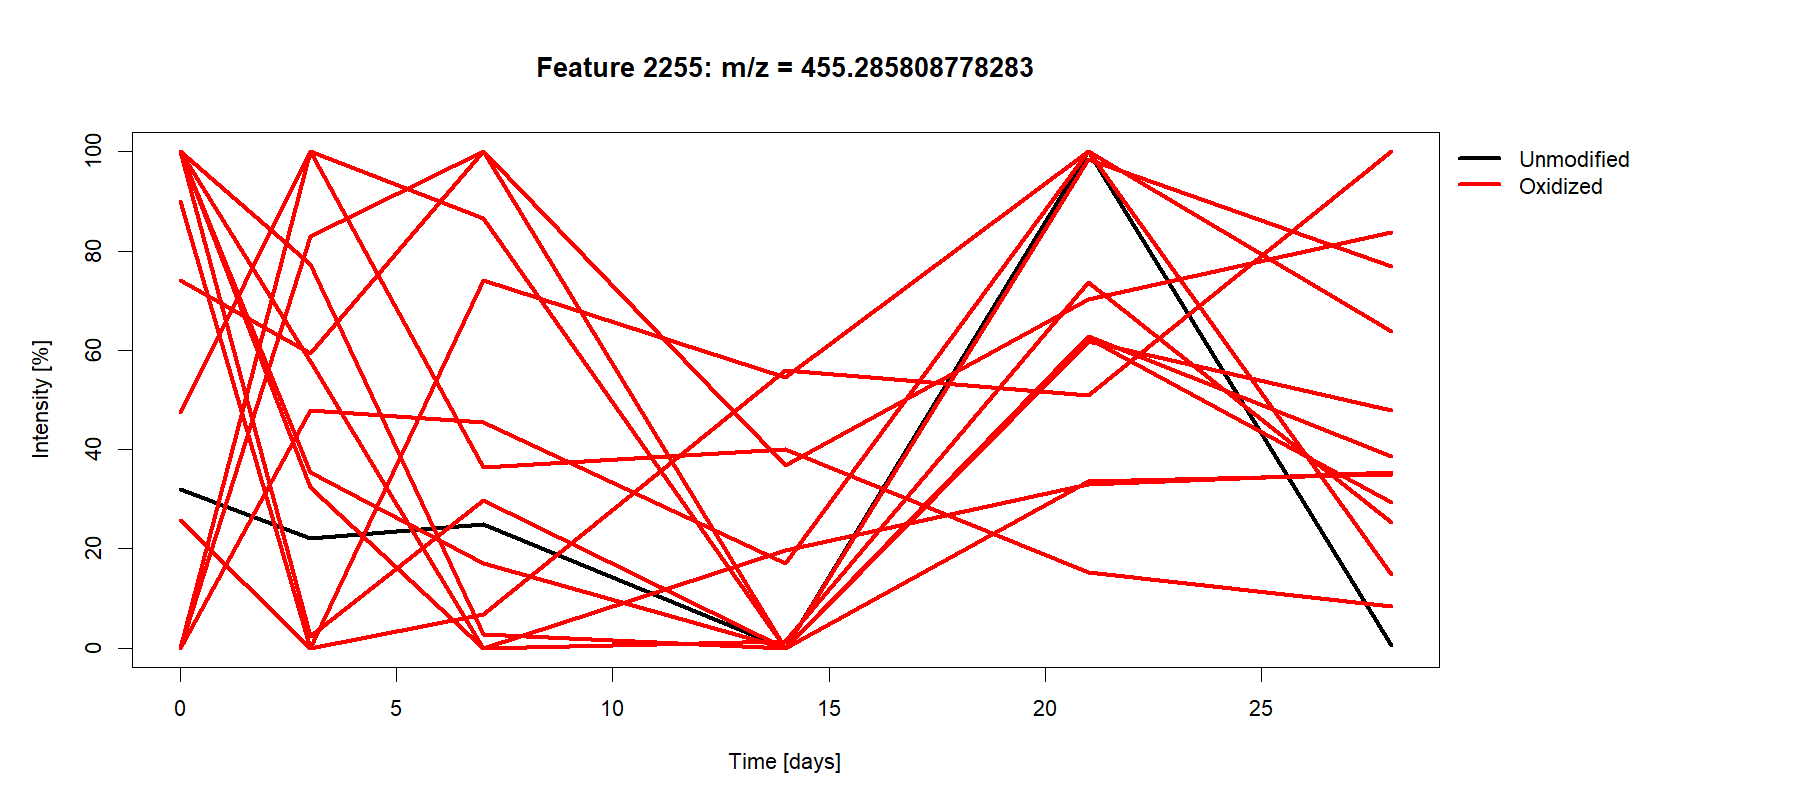 Feature 2255: m/z = 455.285808778283
Unmodified
Oxidized
Intensity [%]
100
80
60
40
20
0
0 5 10 15 20 25
Time [days]